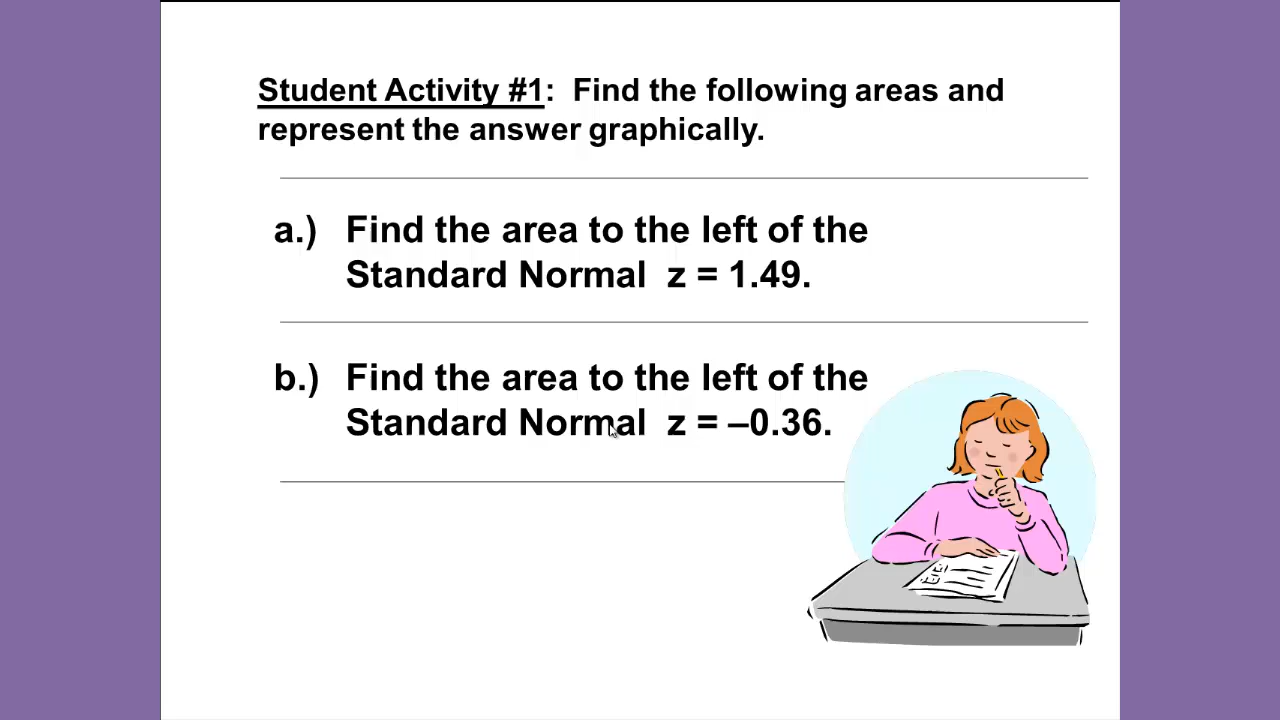 Student Activity #1:  Find the following areas and
represent the answer graphically.
a.) Find the area to the left of the
Standard Normal  z = 1.49.
b.) Find the area to the left of the
Standard Normal  z = –0.36.